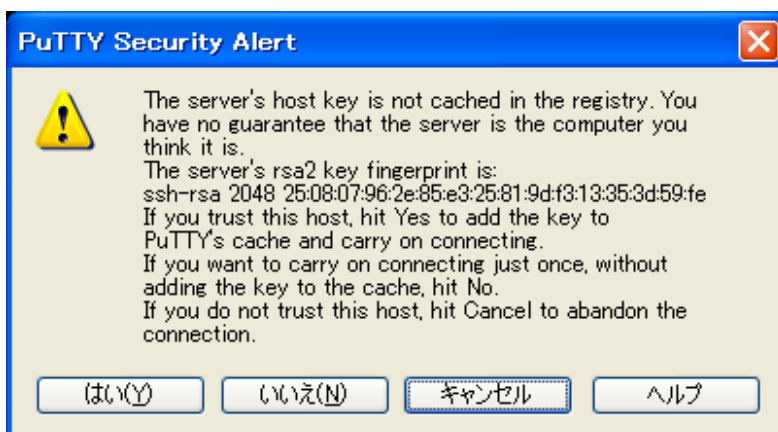 PuTTY Security Alert
The server's host key is not cached in the registry. You
have no guarantee that the server is the computer you
think it is.
The server's rsa2 key fingerprint is:
ssh-rsa 2048 25:08:07:96:2e:85:e3:25:81:9d:f3:13:35:3d:59:fe
If you trust this host, hit Yes to add the key to
PuTTY's cache and carry on connecting.
If you want to carry on connecting just once, without
adding the key to the cache, hit No.
If you do not trust this host, hit Cancel to abandon the
connection.
はい(Y) いいえ(N) キャンセル ヘルプ